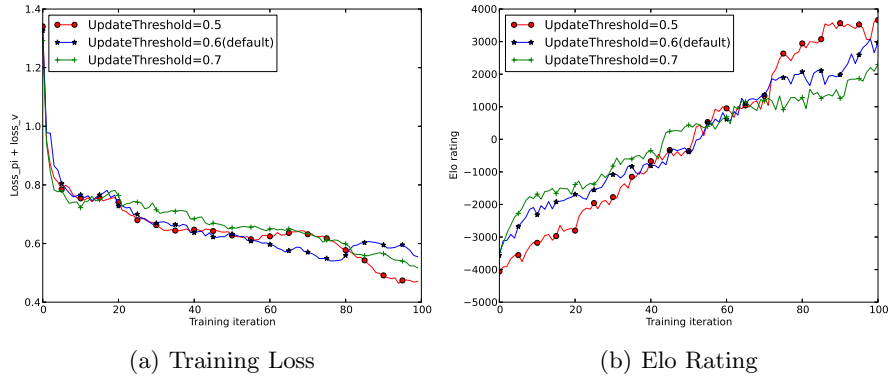 1.4
1.2
1.0
0.8
0.6
0.4
Loss_pi + loss_v
UpdateThreshold=0.5
UpdateThreshold=0.6(default)
UpdateThreshold=0.7
0 20 40 60 80 100
Training iteration
(a) Training Loss
4000
3000
2000
1000
0
−1000
−2000
−3000
−4000
−5000
Elo rating
UpdateThreshold=0.5
UpdateThreshold=0.6(default)
UpdateThreshold=0.7
0 20 40 60 80 100
Training iteration
(b) Elo Rating